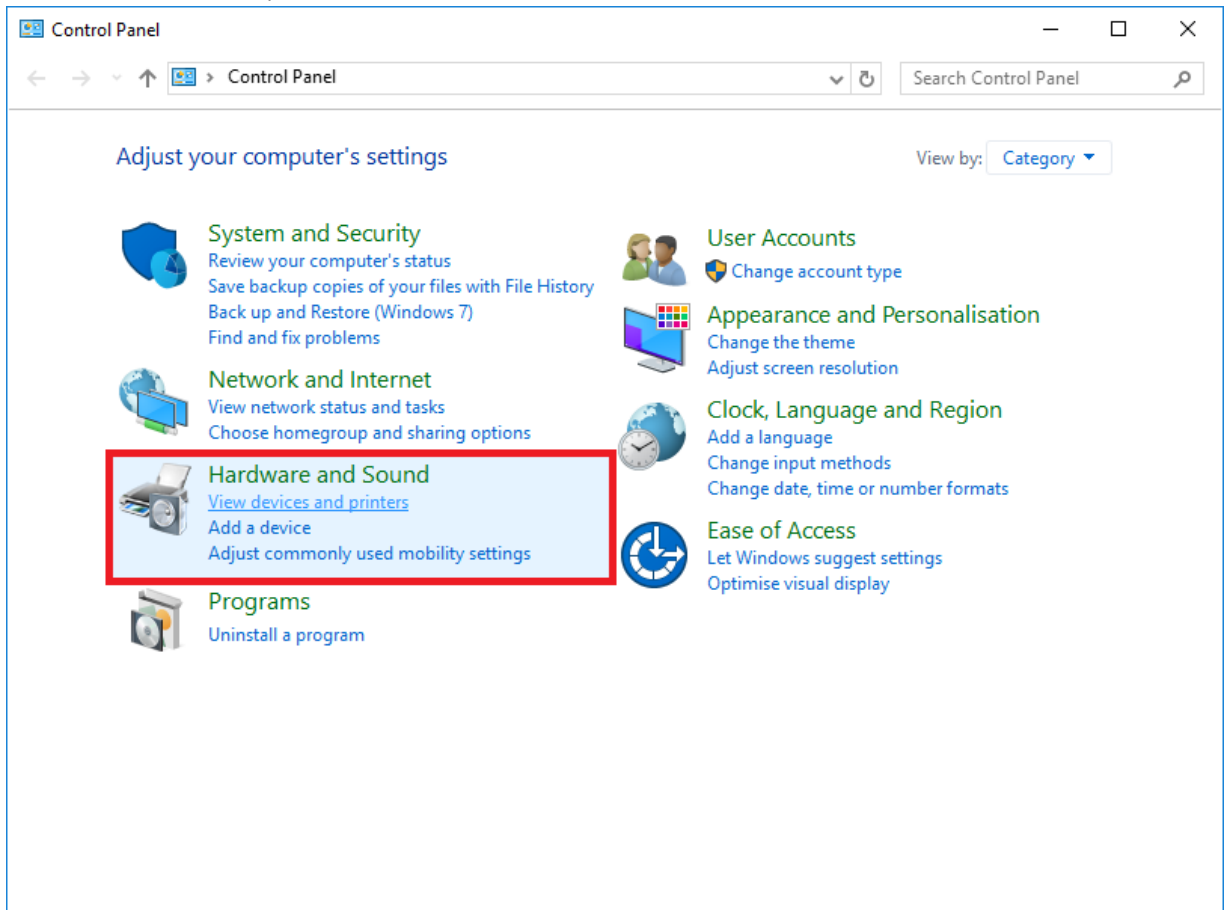 Control Panel
Control Panel
Search Control Panel
Adjust your computer's settings
View by: Category
System and Security
Review your computer's status
Save backup copies of your files with File History
Back up and Restore (Windows 7)
Find and fix problems
Network and Internet
View network status and tasks
Choose homegroup and sharing options
Hardware and Sound
View devices and printers
Add a device
Adjust commonly used mobility settings
Programs
Uninstall a program
User Accounts
Change account type
Appearance and Personalisation
Change the theme
Adjust screen resolution
Clock, Language and Region
Add a language
Change input methods
Change date, time or number formats
Ease of Access
Let Windows suggest settings
Optimise visual display